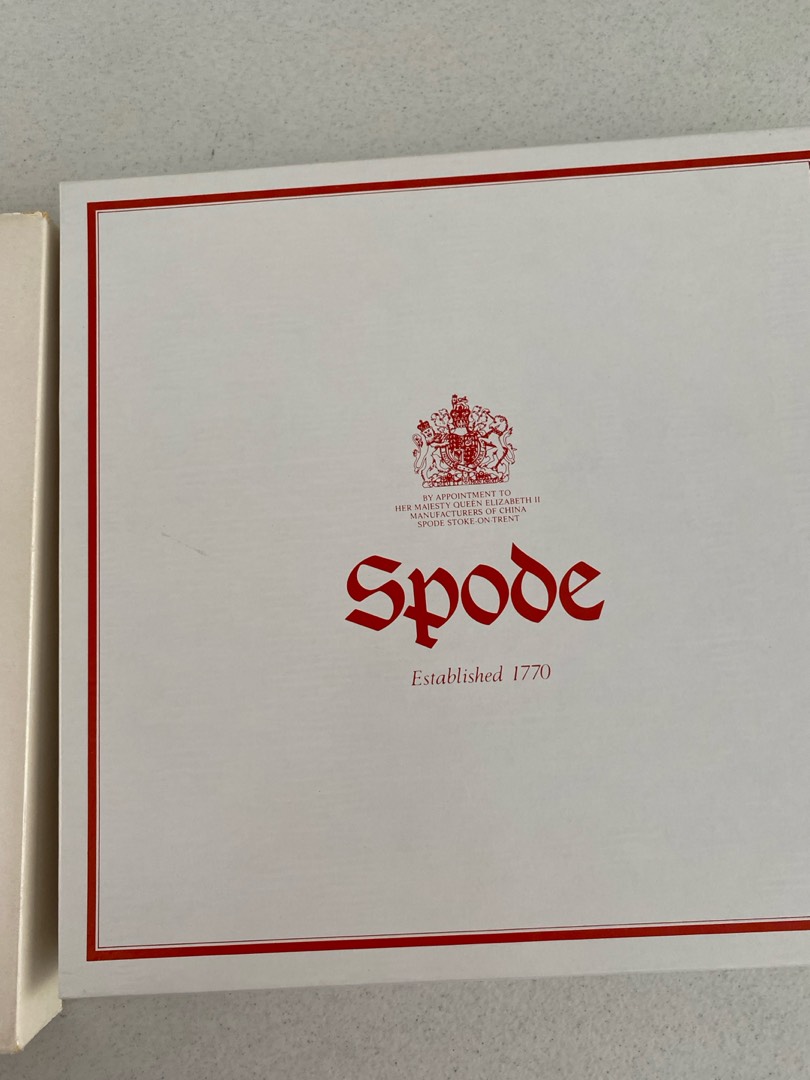 BY APPOINTMENT TO
HER MAJESTY QUEEN ELIZABETH II
MANUFACTURERS OF CHINA
SPODE STOKE-ON-TRENT
Spode
Established 1770